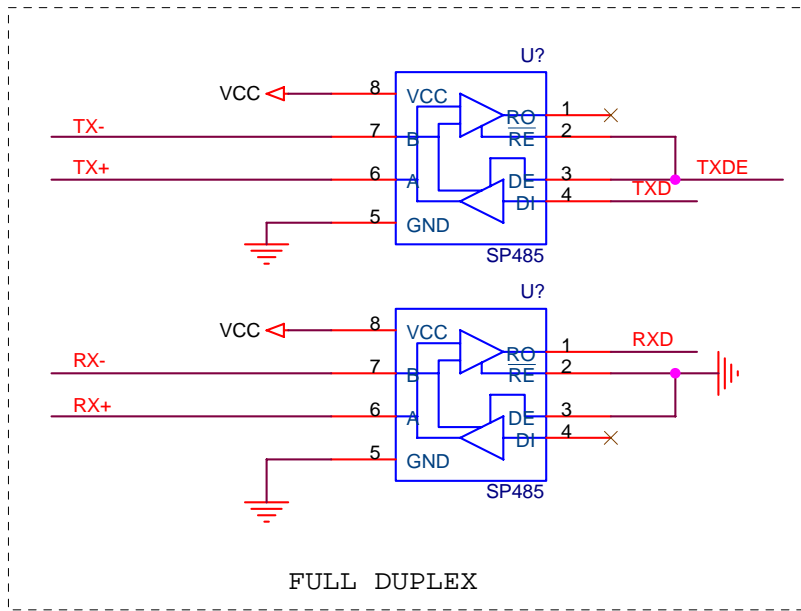 U?
VCC 8 VCC RO 1
TX- 7 B RE 2
TX+ 6 A DE 3 TXDE
DI 4 TXD
5 GND
SP485
U?
VCC 8 VCC RO 1 RXD
RX- 7 B RE 2
RX+ 6 A DE 3
DI 4
5 GND
SP485
FULL DUPLEX